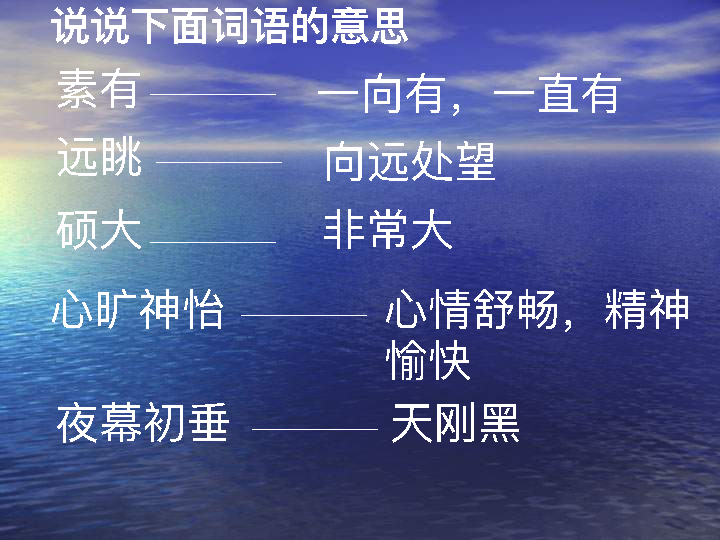 说说下面词语的意思
素有 一向有，一直有
远眺 向远处望
硕大 非常大
心旷神怡 心情舒畅，精神
愉快
夜幕初垂 天刚黑